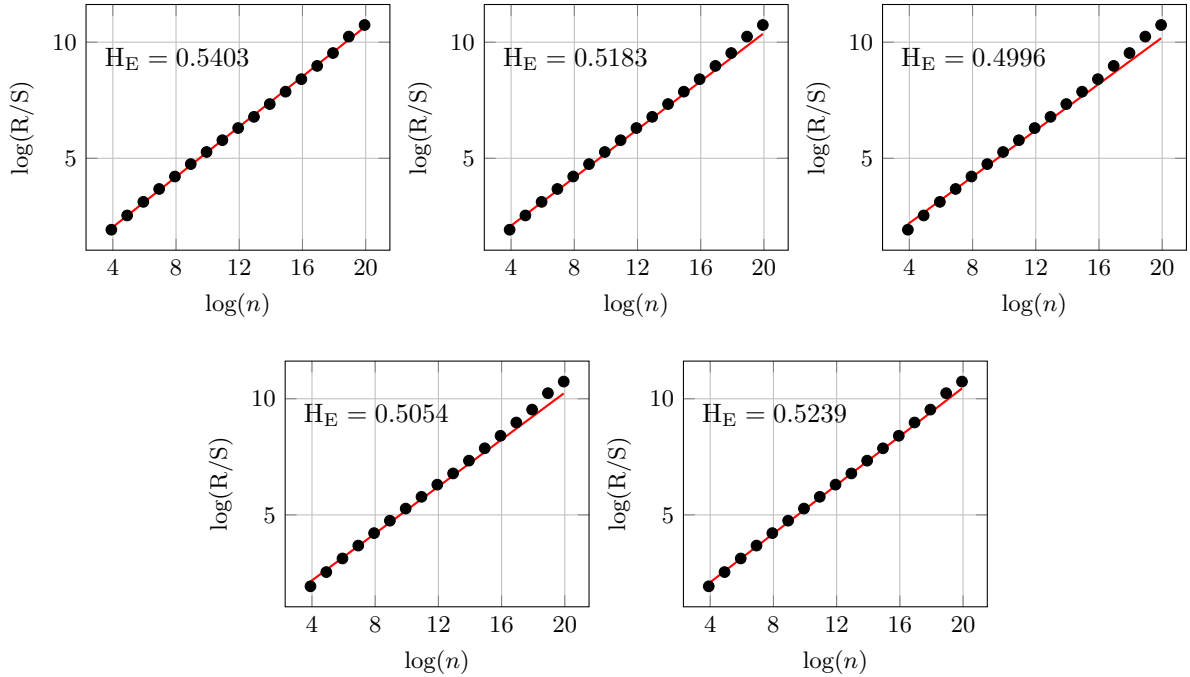 10
5
H_E = 0.5403
log(R/S)
4 8 12 16 20
log(n)
10
5
H_E = 0.5183
log(R/S)
4 8 12 16 20
log(n)
10
5
H_E = 0.4996
log(R/S)
4 8 12 16 20
log(n)
10
5
H_E = 0.5054
log(R/S)
4 8 12 16 20
log(n)
10
5
H_E = 0.5239
log(R/S)
4 8 12 16 20
log(n)